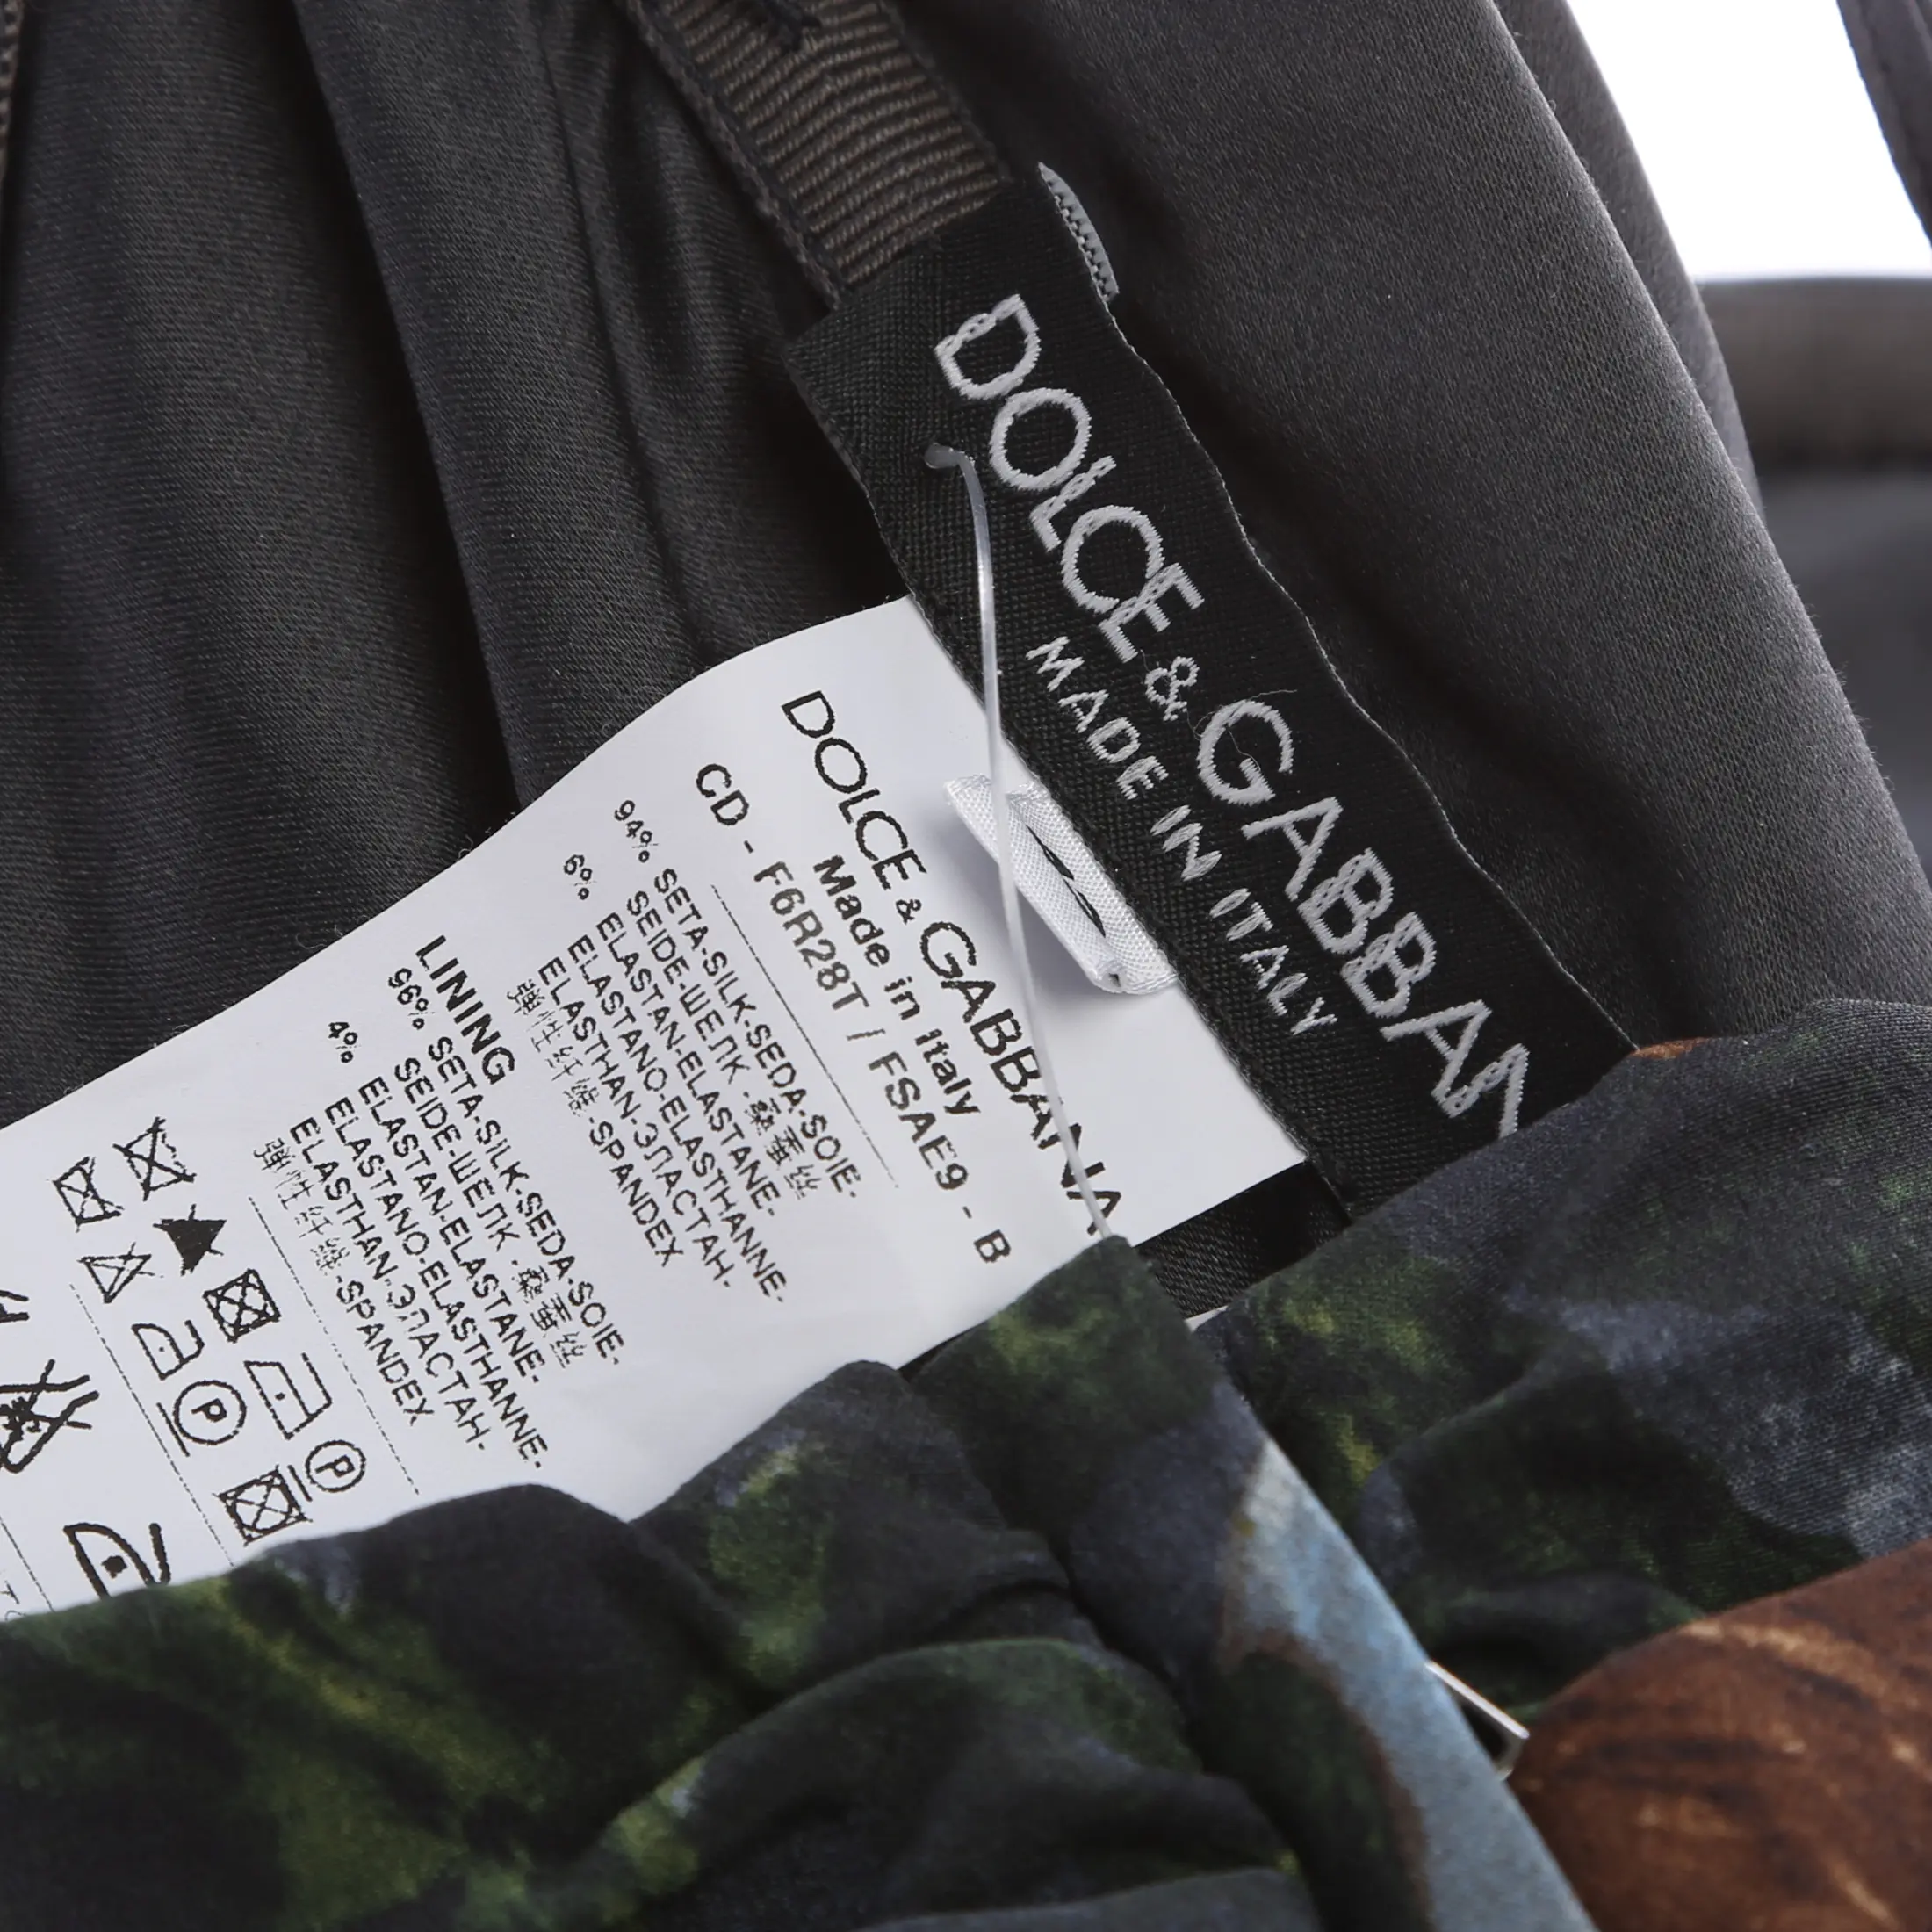 DOLCE & GABBAN
MADE IN ITALY
DOLCE & GABBANA
Made in Italy
CD - F6R28T / FSAE9 - B
94% SETA-SILK-SEDA-SOIE-
SEIDE-ШЕЛК-桑蚕丝
6% ELASTAN-ELASTANE-
ELASTANO-ELASTHANNE-
ELASTHAN-ЭЛАСТАН-
弹性纤维-SPANDEX
LINING
96% SETA-SILK-SEDA-SOIE-
SEIDE-ШЕЛК-桑蚕丝
4% ELASTAN-ELASTANE-
ELASTANO-ELASTHANNE-
ELASTHAN-ЭЛАСТАН-
弹性纤维-SPANDEX
P
P